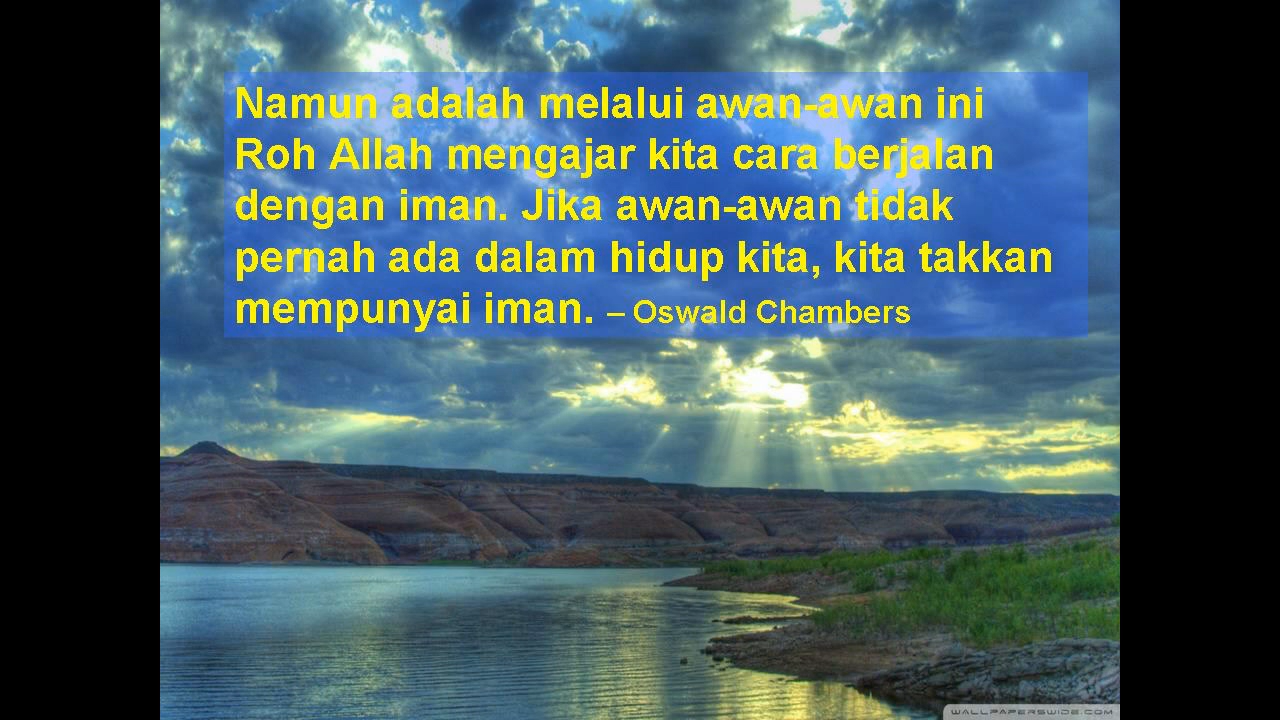 Namun adalah melalui awan-awan ini
Roh Allah mengajar kita cara berjalan
dengan iman. Jika awan-awan tidak
pernah ada dalam hidup kita, kita takkan
mempunyai iman. – Oswald Chambers
WALLPAPERSWIDE.COM